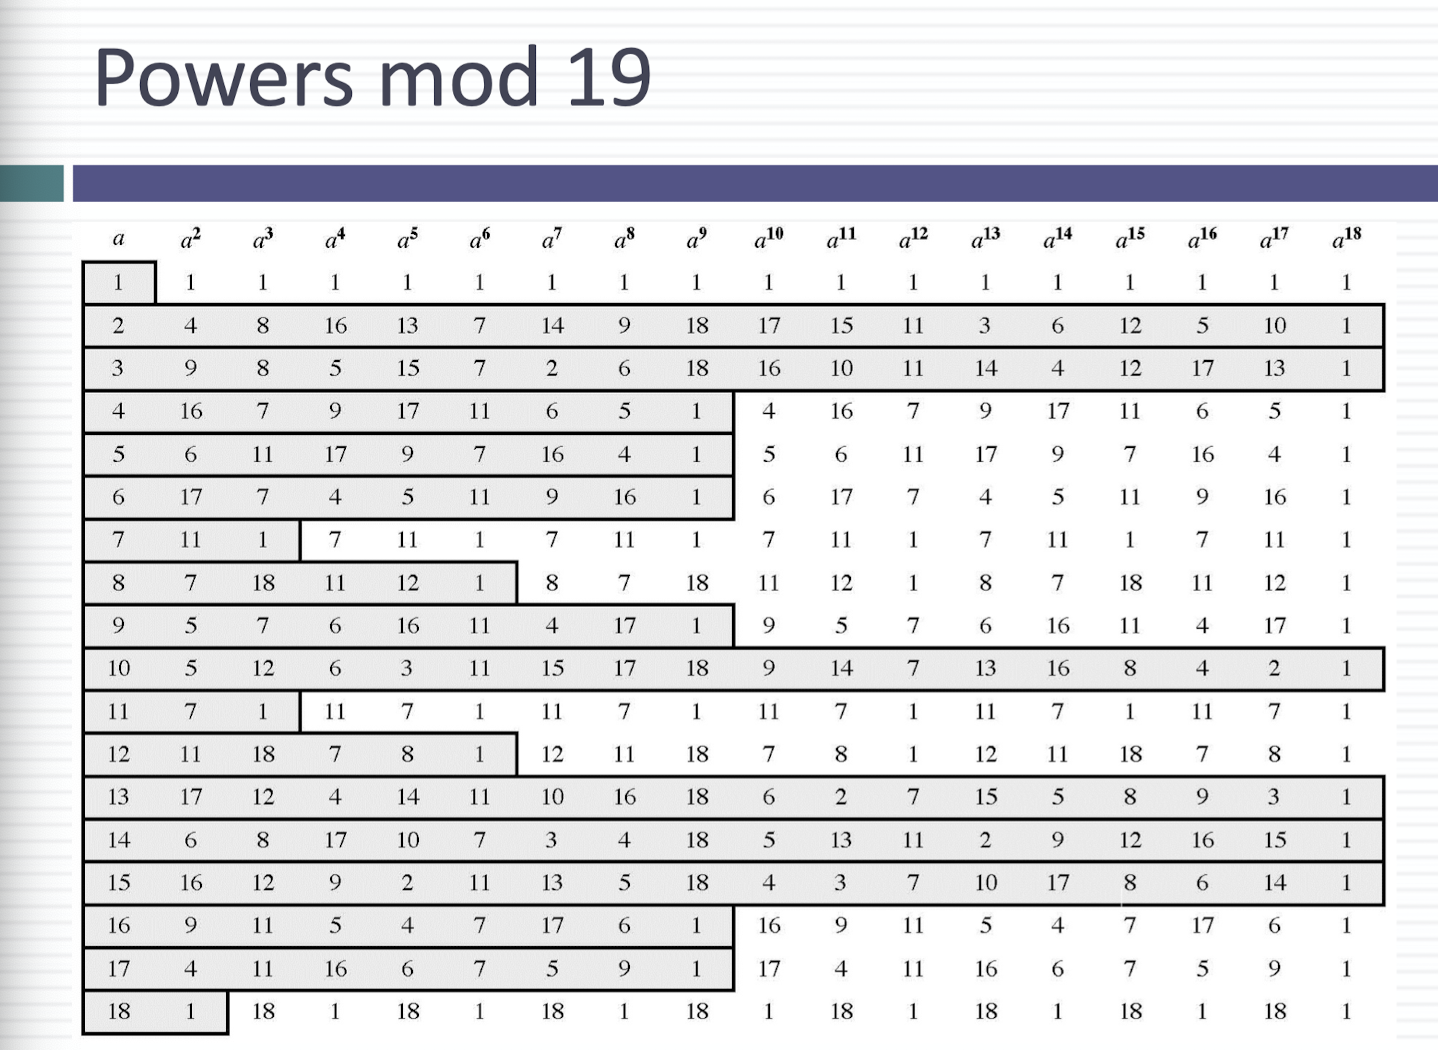 Powers mod 19
a a² a³ a⁴ a⁵ a⁶ a⁷ a⁸ a⁹ a¹⁰ a¹¹ a¹² a¹³ a¹⁴ a¹⁵ a¹⁶ a¹⁷ a¹⁸
1 1 1 1 1 1 1 1 1 1 1 1 1 1 1 1 1 1
2 4 8 16 13 7 14 9 18 17 15 11 3 6 12 5 10 1
3 9 8 5 15 7 2 6 18 16 10 11 14 4 12 17 13 1
4 16 7 9 17 11 6 5 1 4 16 7 9 17 11 6 5 1
5 6 11 17 9 7 16 4 1 5 6 11 17 9 7 16 4 1
6 17 7 4 5 11 9 16 1 6 17 7 4 5 11 9 16 1
7 11 1 7 11 1 7 11 1 7 11 1 7 11 1 7 11 1
8 7 18 11 12 1 8 7 18 11 12 1 8 7 18 11 12 1
9 5 7 6 16 11 4 17 1 9 5 7 6 16 11 4 17 1
10 5 12 6 3 11 15 17 18 9 14 7 13 16 8 4 2 1
11 7 1 11 7 1 11 7 1 11 7 1 11 7 1 11 7 1
12 11 18 7 8 1 12 11 18 7 8 1 12 11 18 7 8 1
13 17 12 4 14 11 10 16 18 6 2 7 15 5 8 9 3 1
14 6 8 17 10 7 3 4 18 5 13 11 2 9 12 16 15 1
15 16 12 9 2 11 13 5 18 4 3 7 10 17 8 6 14 1
16 9 11 5 4 7 17 6 1 16 9 11 5 4 7 17 6 1
17 4 11 16 6 7 5 9 1 17 4 11 16 6 7 5 9 1
18 1 18 1 18 1 18 1 18 1 18 1 18 1 18 1 18 1